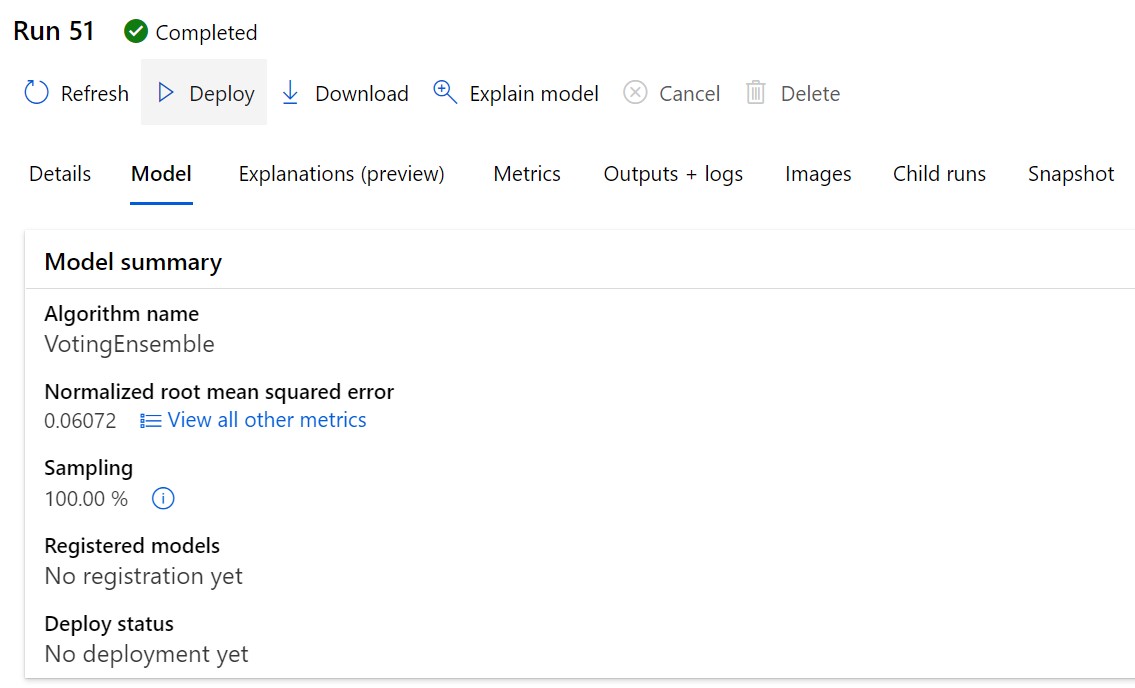 Run 51 Completed
Refresh Deploy Download Explain model Cancel Delete
Details Model Explanations (preview) Metrics Outputs + logs Images Child runs Snapshot
Model summary
Algorithm name
VotingEnsemble
Normalized root mean squared error
0.06072 View all other metrics
Sampling
100.00 %
Registered models
No registration yet
Deploy status
No deployment yet